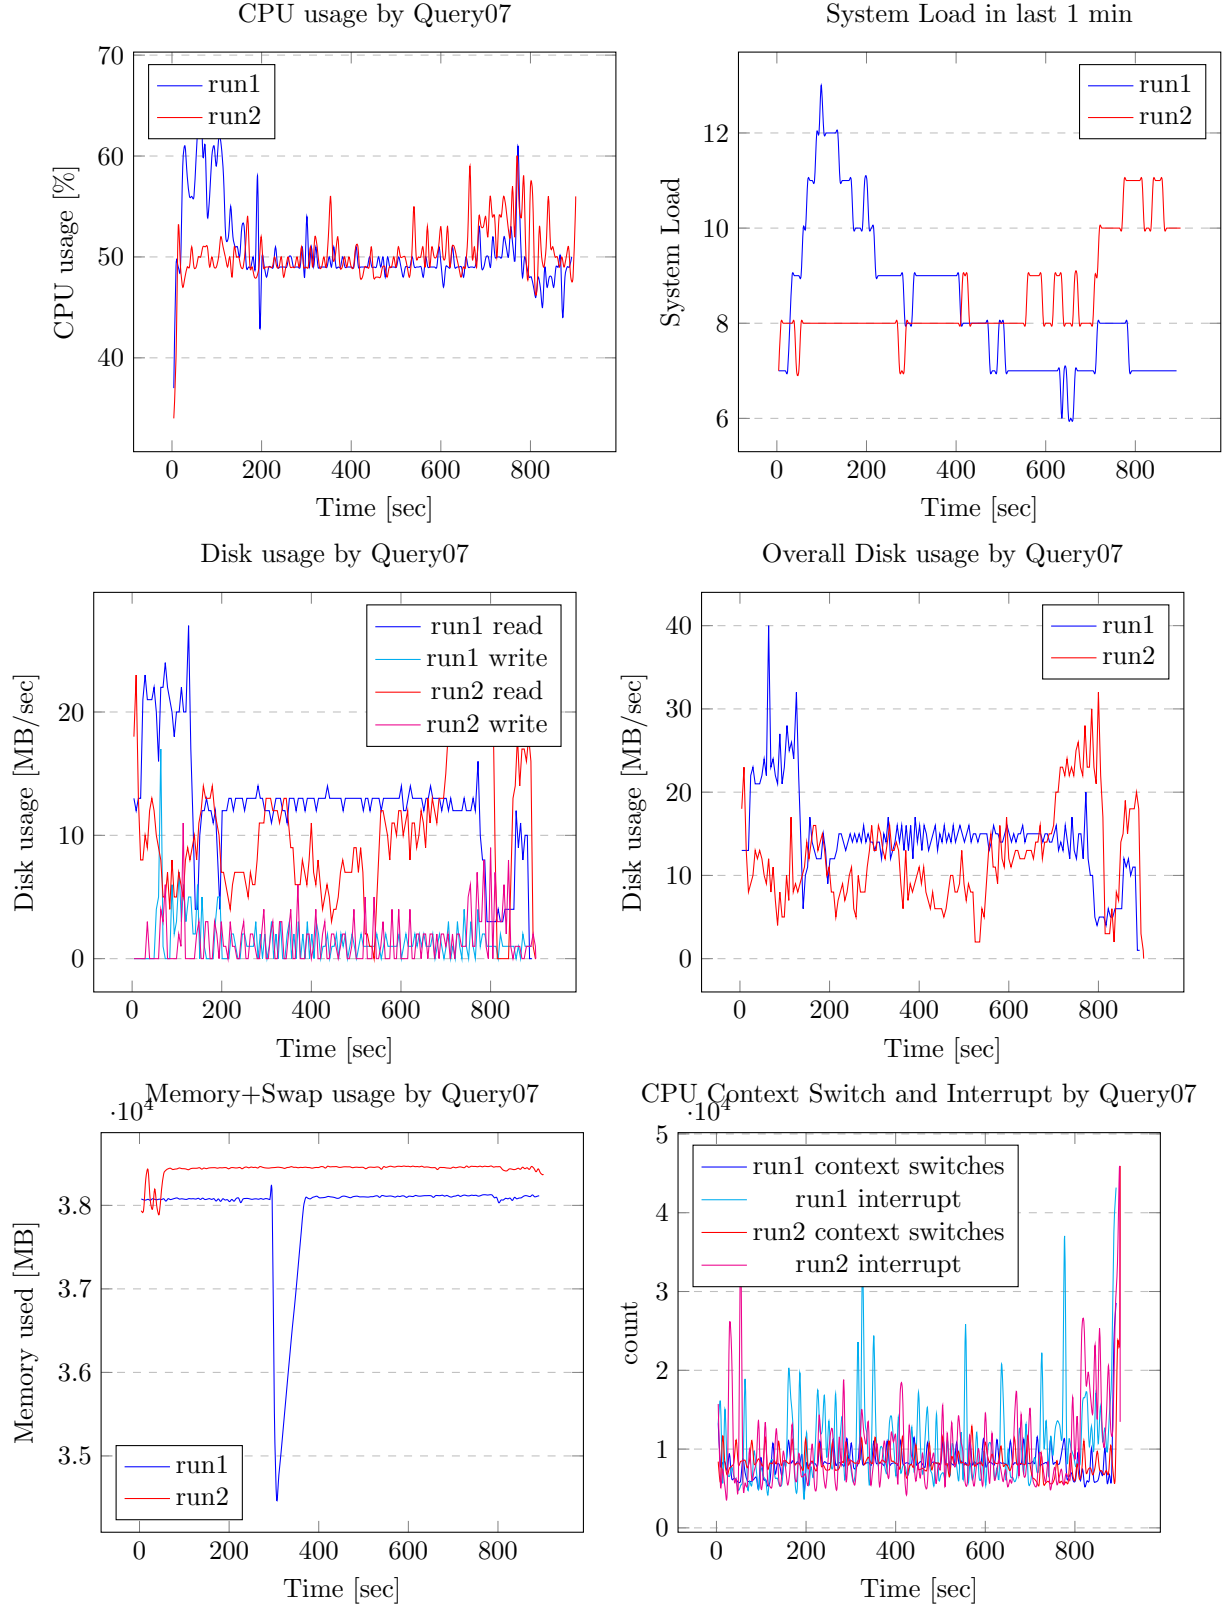 CPU usage by Query07
70
60
50
40
CPU usage [%]
run1
run2
0 200 400 600 800
Time [sec]
System Load in last 1 min
12
10
8
6
System Load
run1
run2
0 200 400 600 800
Time [sec]
Disk usage by Query07
20
10
0
Disk usage [MB/sec]
run1 read
run1 write
run2 read
run2 write
0 200 400 600 800
Time [sec]
Overall Disk usage by Query07
40
30
20
10
0
Disk usage [MB/sec]
run1
run2
0 200 400 600 800
Time [sec]
Memory+Swap usage by Query07
·10⁴
3.8
3.7
3.6
3.5
Memory used [MB]
run1
run2
0 200 400 600 800
Time [sec]
CPU Context Switch and Interrupt by Query07
·10⁴
5
4
3
2
1
0
count
run1 context switches
run1 interrupt
run2 context switches
run2 interrupt
0 200 400 600 800
Time [sec]